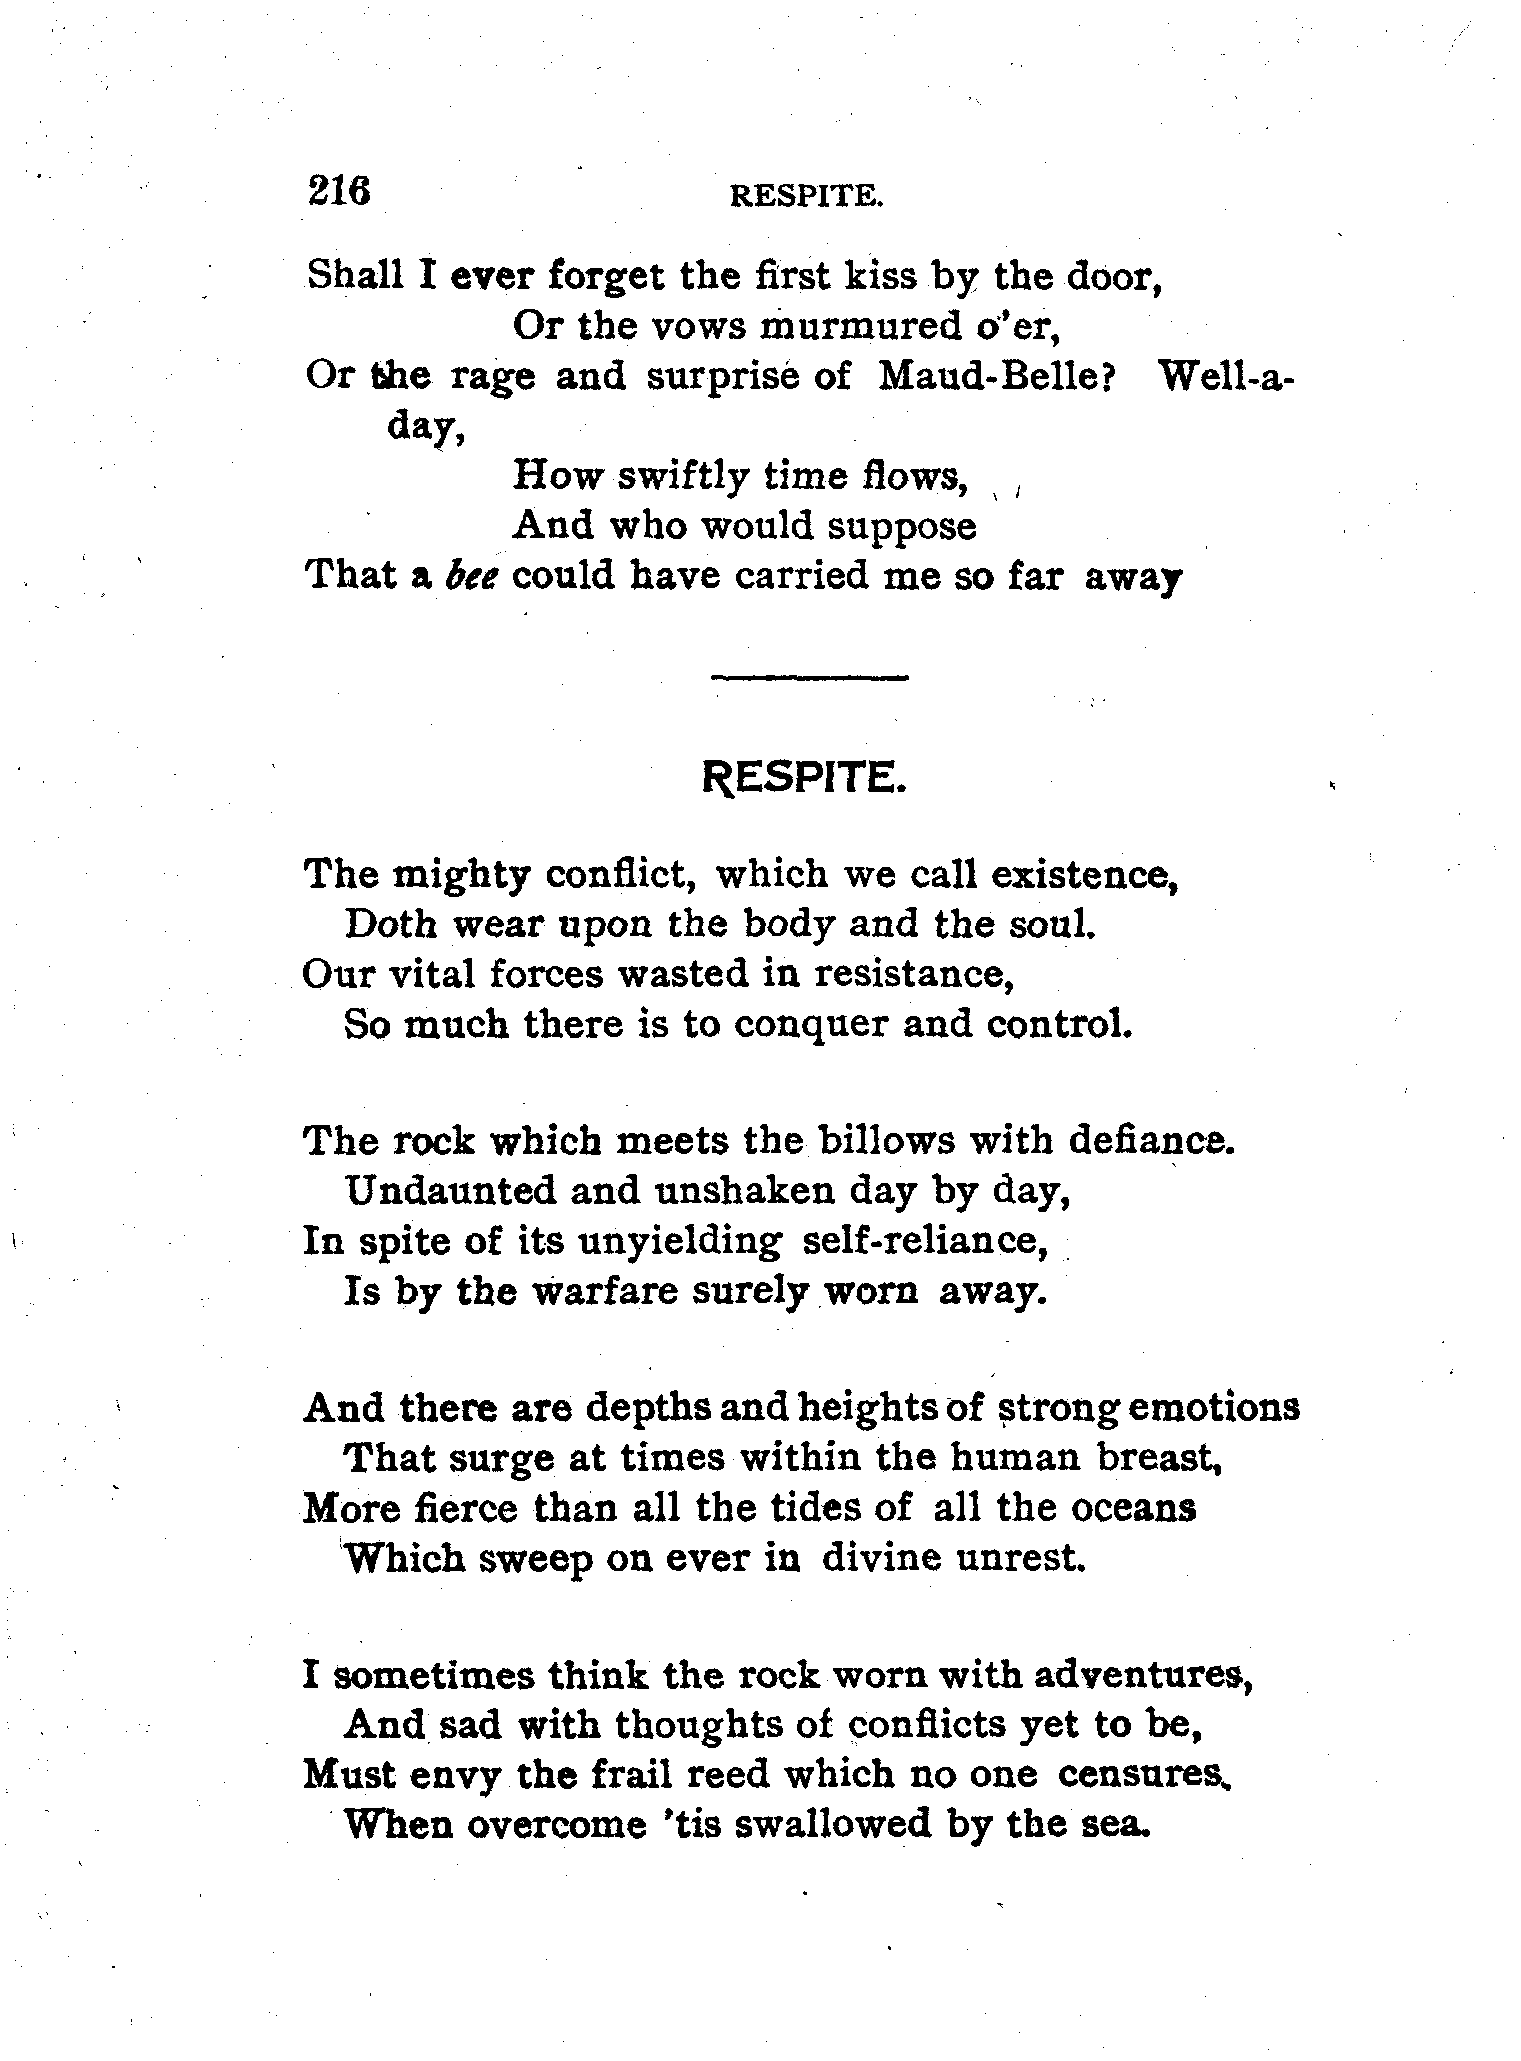 216 RESPITE.
Shall I ever forget the first kiss by the door,
Or the vows murmured o'er,
Or the rage and surprise of Maud-Belle? Well-a-
day,
How swiftly time flows,
And who would suppose
That a bee could have carried me so far away
RESPITE.
The mighty conflict, which we call existence,
Doth wear upon the body and the soul.
Our vital forces wasted in resistance,
So much there is to conquer and control.
The rock which meets the billows with defiance.
Undaunted and unshaken day by day,
In spite of its unyielding self-reliance,
Is by the warfare surely worn away.
And there are depths and heights of strong emotions
That surge at times within the human breast,
More fierce than all the tides of all the oceans
Which sweep on ever in divine unrest.
I sometimes think the rock worn with adventures,
And sad with thoughts of conflicts yet to be,
Must envy the frail reed which no one censures,
When overcome 'tis swallowed by the sea.